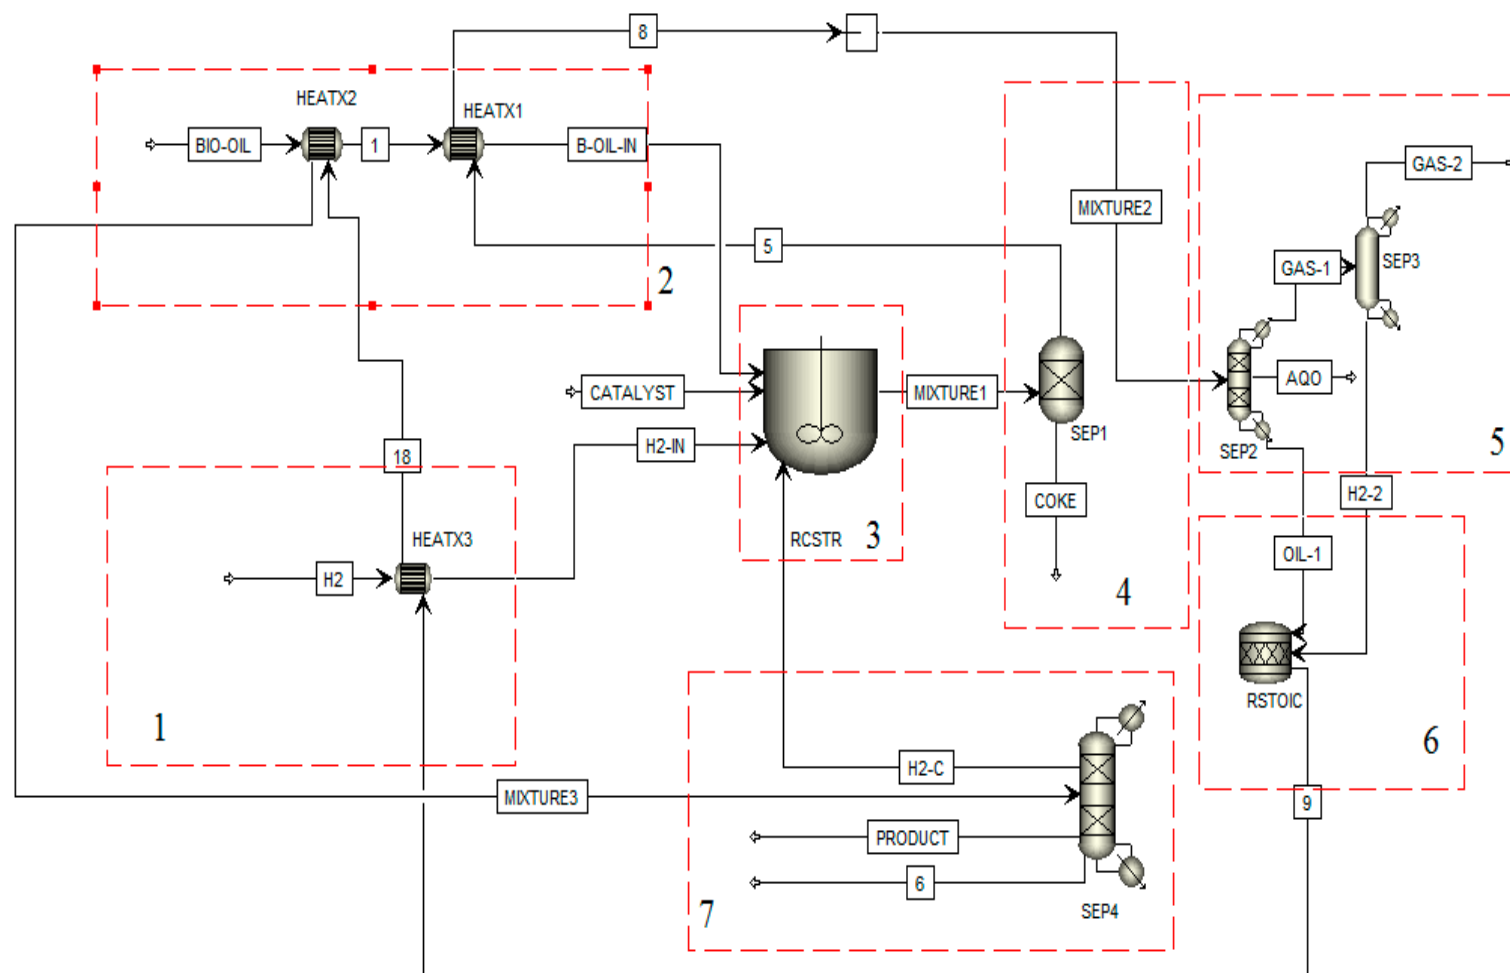 8
HEATX2
HEATX1
BIO-OIL
1
B-OIL-IN
GAS-2
MIXTURE2
5
2
GAS-1
SEP3
CATALYST
MIXTURE1
AQO
SEP1
SEP2
5
H2-IN
18
COKE
H2-2
HEATX3
RCSTR
3
OIL-1
H2
4
RSTOIC
1
6
H2-C
MIXTURE3
9
PRODUCT
6
7
SEP4